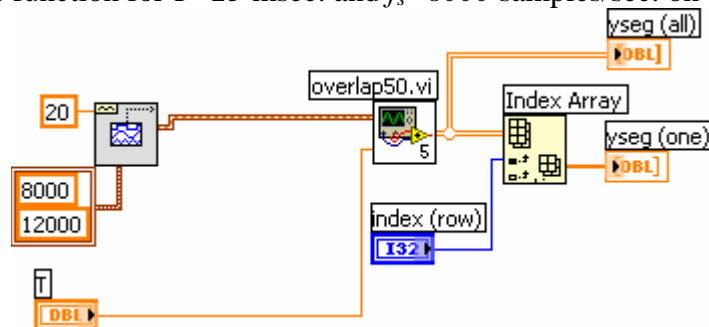 function for T=25 msec. and fs=8000 samples/sec. on
yseg (all)
DBL]
overlap50.vi
20
5
Index Array
yseg (one)
DBL]
8000
12000
index (row)
I32
T
DBL